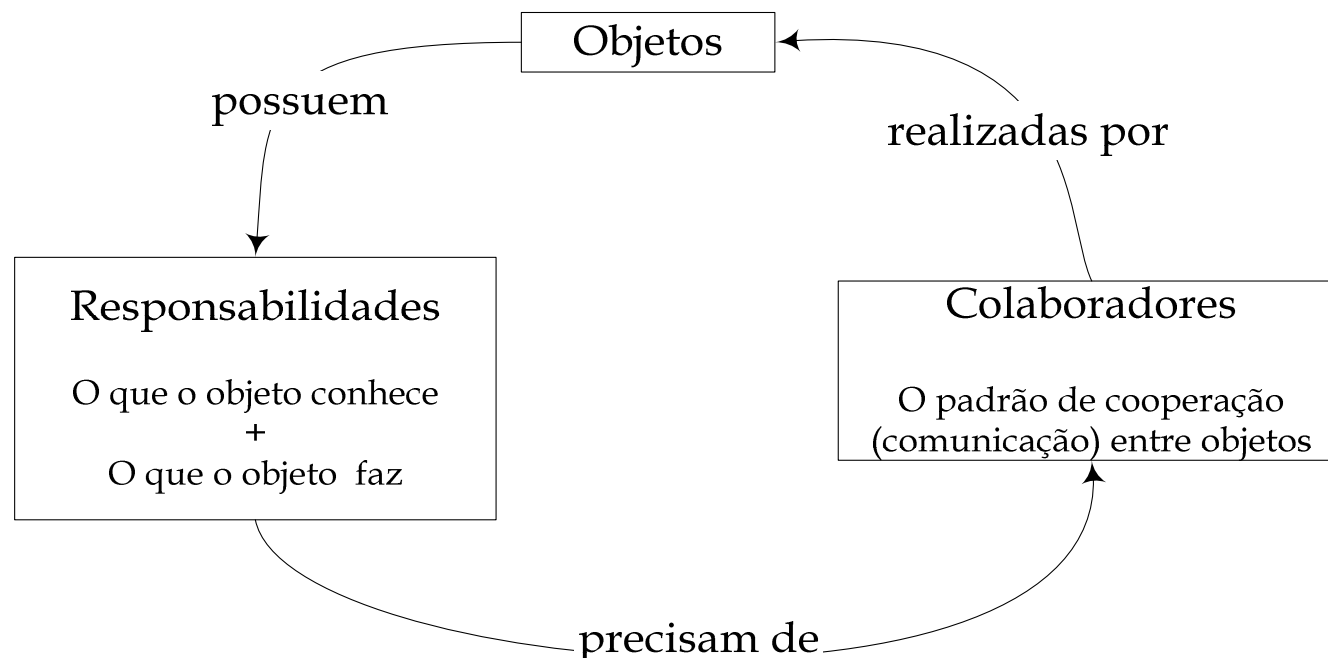 Objetos
possuem
realizadas por
Responsabilidades
O que o objeto conhece
+
O que o objeto faz
Colaboradores
O padrão de cooperação
(comunicação) entre objetos
precisam de